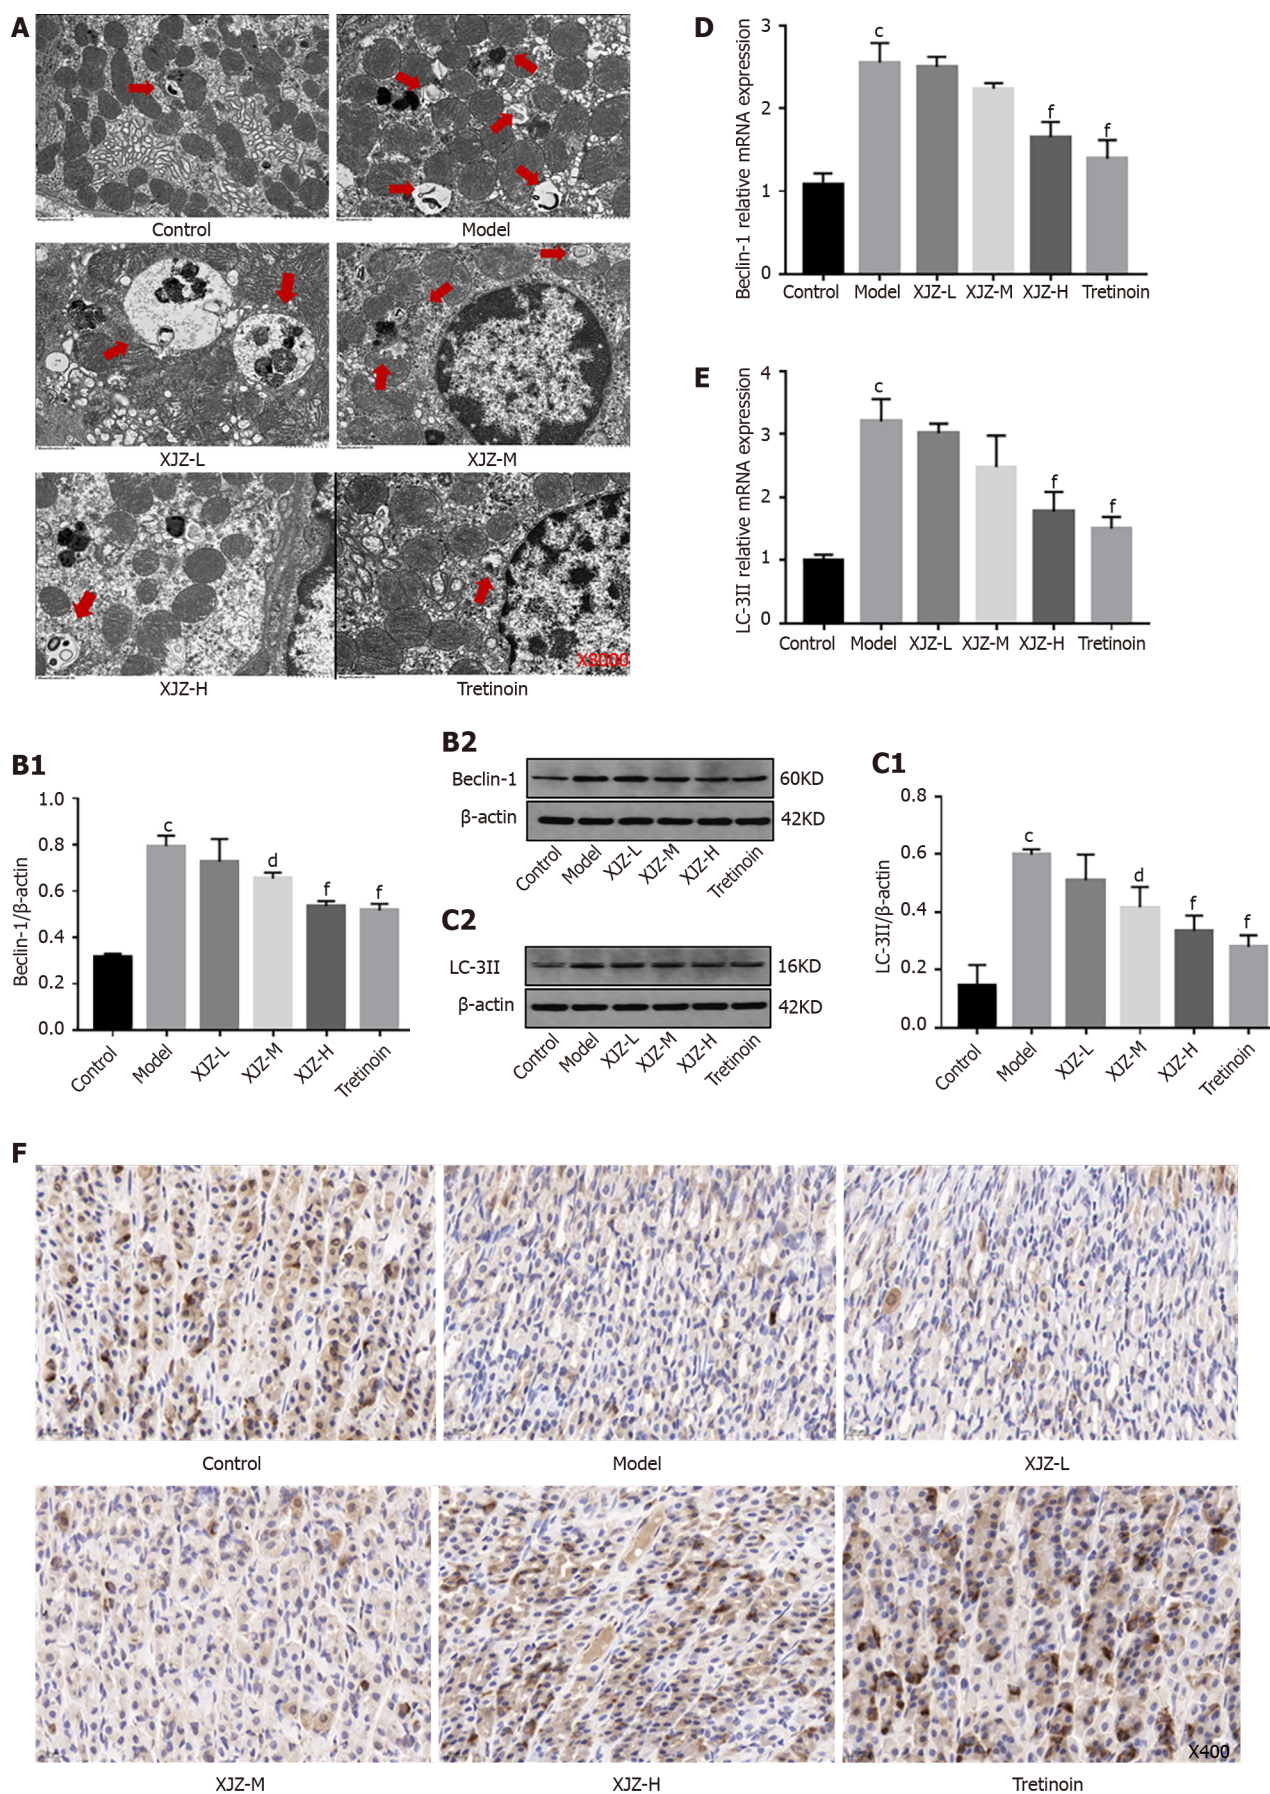 A
Control
Model
XJZ-L
XJZ-M
XJZ-H
Tretinoin
X8000
D
Beclin-1 relative mRNA expression
3
2
1
0
c
f
f
Control
Model
XJZ-L
XJZ-M
XJZ-H
Tretinoin
E
LC-3II relative mRNA expression
4
3
2
1
0
c
f
f
Control
Model
XJZ-L
XJZ-M
XJZ-H
Tretinoin
B1
Beclin-1/β-actin
1.0
0.8
0.6
0.4
0.2
0.0
c
d
f
f
Control
Model
XJZ-L
XJZ-M
XJZ-H
Tretinoin
B2
Beclin-1
60KD
β-actin
42KD
Control
Model
XJZ-L
XJZ-M
XJZ-H
Tretinoin
C2
LC-3II
16KD
β-actin
42KD
Control
Model
XJZ-L
XJZ-M
XJZ-H
Tretinoin
C1
LC-3II/β-actin
0.8
0.6
0.4
0.2
0.0
c
d
f
f
Control
Model
XJZ-L
XJZ-M
XJZ-H
Tretinoin
F
Control
Model
XJZ-L
XJZ-M
XJZ-H
Tretinoin
X400